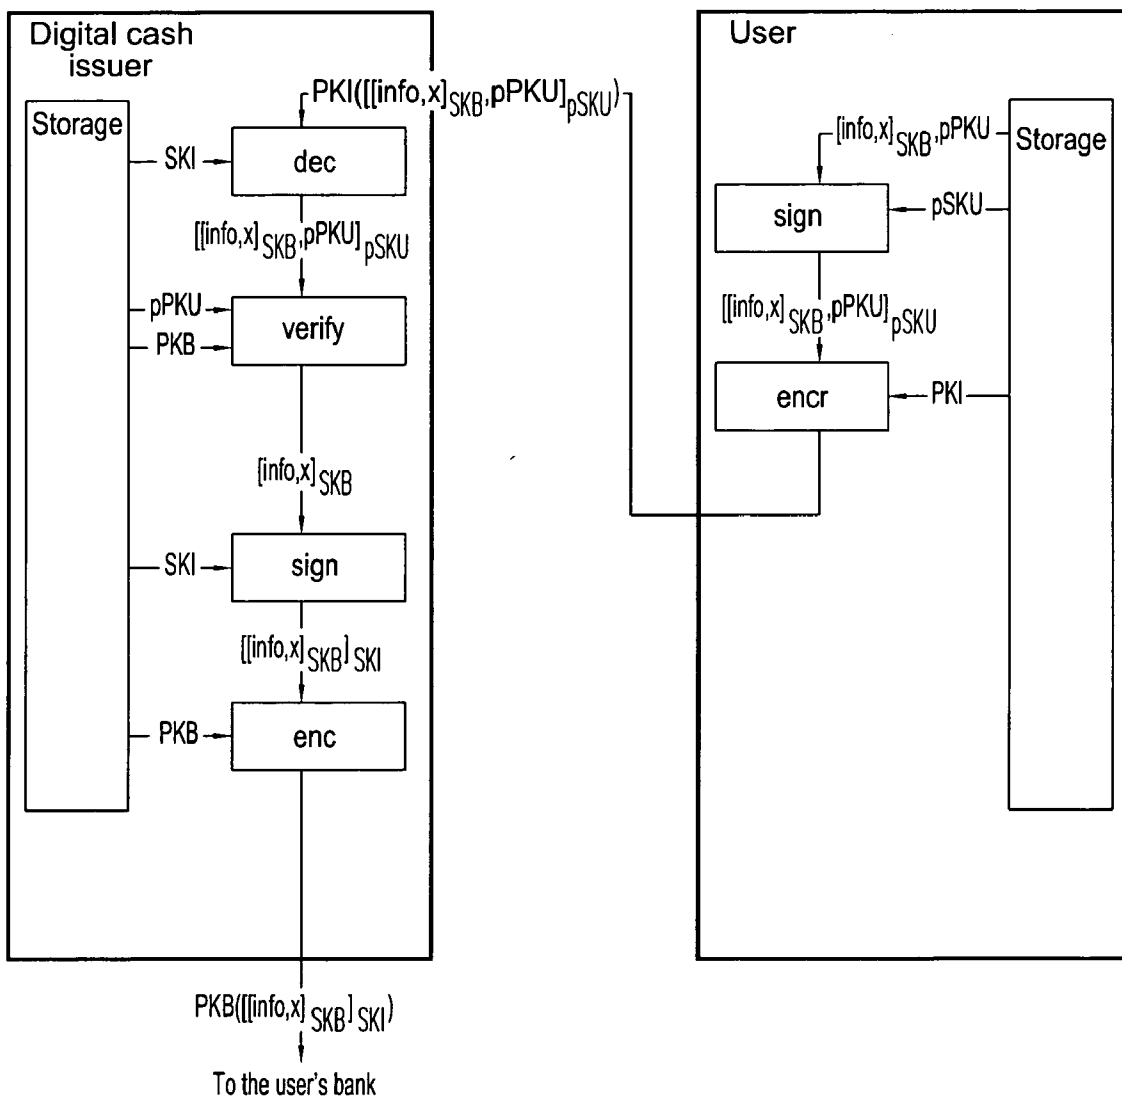 Digital cash
issuer
Storage
PKI([[info,x]SKB,pPKU]pSKU)
SKI
dec
[[info,x]SKB,pPKU]pSKU
pPKU
PKB
verify
[info,x]SKB
SKI
sign
{[info,x]SKB]SKI
PKB
enc
PKB([[info,x]SKB]SKI)
To the user's bank
User
Storage
[info,x]SKB,pPKU
sign
pSKU
[[info,x]SKB,pPKU]pSKU
encr
PKI